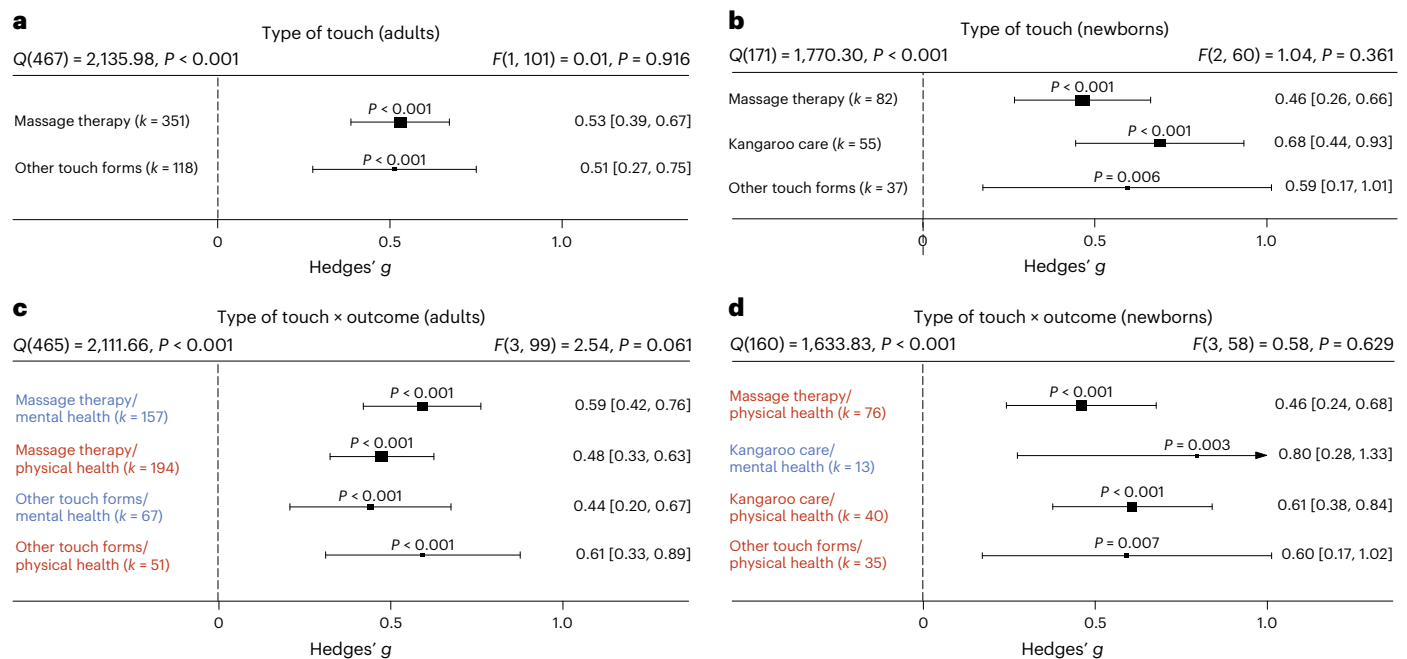 a
Type of touch (adults)
Q(467) = 2,135.98, P < 0.001 F(1, 101) = 0.01, P = 0.916
P < 0.001
Massage therapy (k = 351) 0.53 [0.39, 0.67]
P < 0.001
Other touch forms (k = 118) 0.51 [0.27, 0.75]
0 0.5 1.0
Hedges’ g
b
Type of touch (newborns)
Q(171) = 1,770.30, P < 0.001 F(2, 60) = 1.04, P = 0.361
P < 0.001
Massage therapy (k = 82) 0.46 [0.26, 0.66]
P < 0.001
Kangaroo care (k = 55) 0.68 [0.44, 0.93]
P = 0.006
Other touch forms (k = 37) 0.59 [0.17, 1.01]
0 0.5 1.0
Hedges’ g
c
Type of touch × outcome (adults)
Q(465) = 2,111.66, P < 0.001 F(3, 99) = 2.54, P = 0.061
P < 0.001
Massage therapy/
mental health (k = 157) 0.59 [0.42, 0.76]
P < 0.001
Massage therapy/
physical health (k = 194) 0.48 [0.33, 0.63]
P < 0.001
Other touch forms/
mental health (k = 67) 0.44 [0.20, 0.67]
P < 0.001
Other touch forms/
physical health (k = 51) 0.61 [0.33, 0.89]
0 0.5 1.0
Hedges’ g
d
Type of touch × outcome (newborns)
Q(160) = 1,633.83, P < 0.001 F(3, 58) = 0.58, P = 0.629
P < 0.001
Massage therapy/
physical health (k = 76) 0.46 [0.24, 0.68]
P = 0.003
Kangaroo care/
mental health (k = 13) 0.80 [0.28, 1.33]
P < 0.001
Kangaroo care/
physical health (k = 40) 0.61 [0.38, 0.84]
P = 0.007
Other touch forms/
physical health (k = 35) 0.60 [0.17, 1.02]
0 0.5 1.0
Hedges’ g